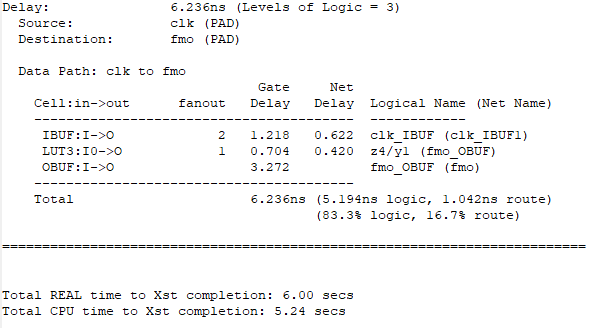 Delay:               6.236ns (Levels of Logic = 3)
  Source:            clk (PAD)
  Destination:       fmo (PAD)
  Data Path: clk to fmo
                                Gate     Net
    Cell:in->out      fanout   Delay   Delay  Logical Name (Net Name)
    ----------------------------------------  ------------
     IBUF:I->O             2   1.218   0.622  clk_IBUF (clk_IBUF1)
     LUT3:I0->O            1   0.704   0.420  z4/y1 (fmo_OBUF)
     OBUF:I->O                 3.272          fmo_OBUF (fmo)
    ----------------------------------------
    Total                      6.236ns (5.194ns logic, 1.042ns route)
                                       (83.3% logic, 16.7% route)
=========================================================================
Total REAL time to Xst completion: 6.00 secs
Total CPU time to Xst completion: 5.24 secs